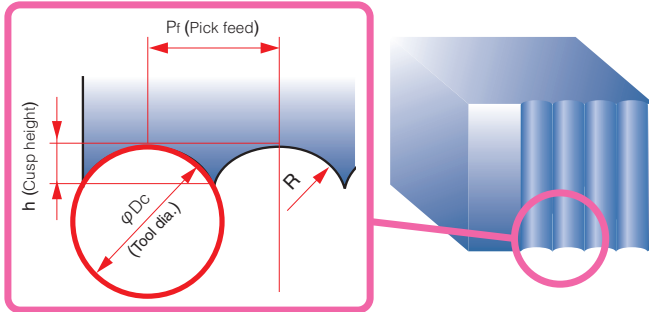 Pf (Pick feed)
h (Cusp height)
φDc
(Tool dia.)
R